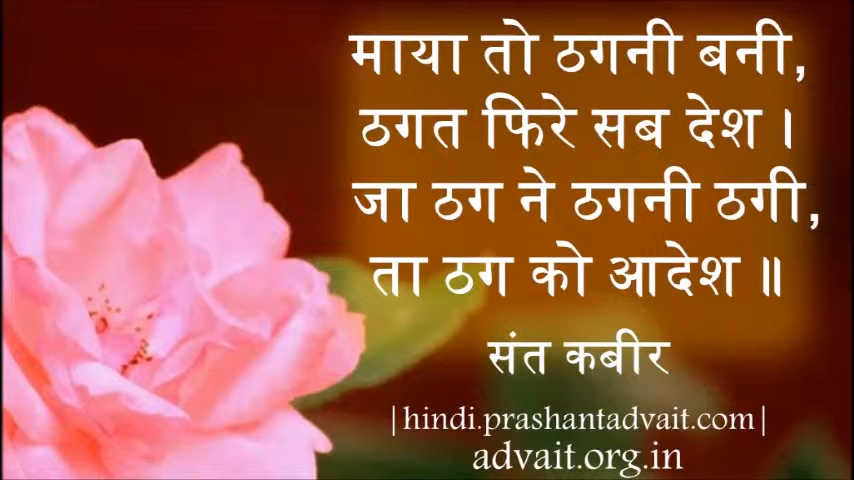 माया तो ठगनी बनी,
ठगत फिरे सब देश ।
जा ठग ने ठगनी ठगी,
ता ठग को आदेश ॥
संत कबीर
|hindi.prashantadvait.com|
advait.org.in